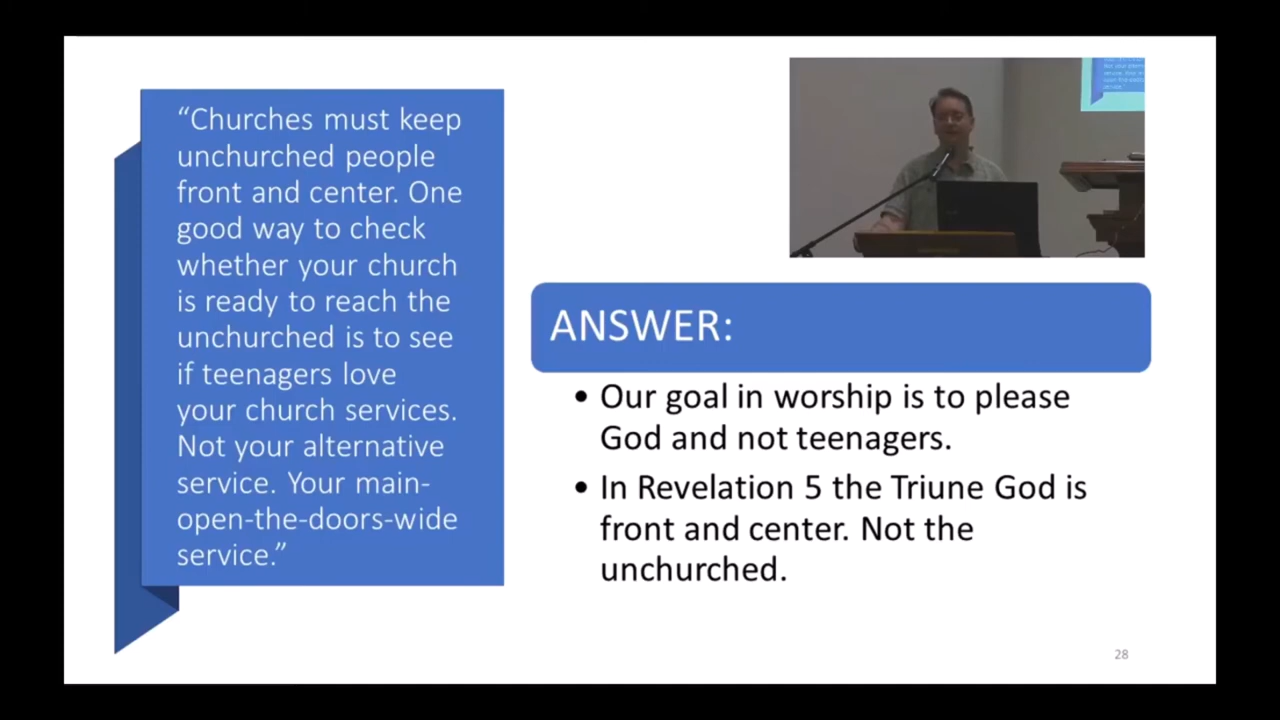 “Churches must keep
unchurched people
front and center. One
good way to check
whether your church
is ready to reach the
unchurched is to see
if teenagers love
your church services.
Not your alternative
service. Your main-
open-the-doors-wide
service.”
ANSWER:
• Our goal in worship is to please
God and not teenagers.
• In Revelation 5 the Triune God is
front and center. Not the
unchurched.
28